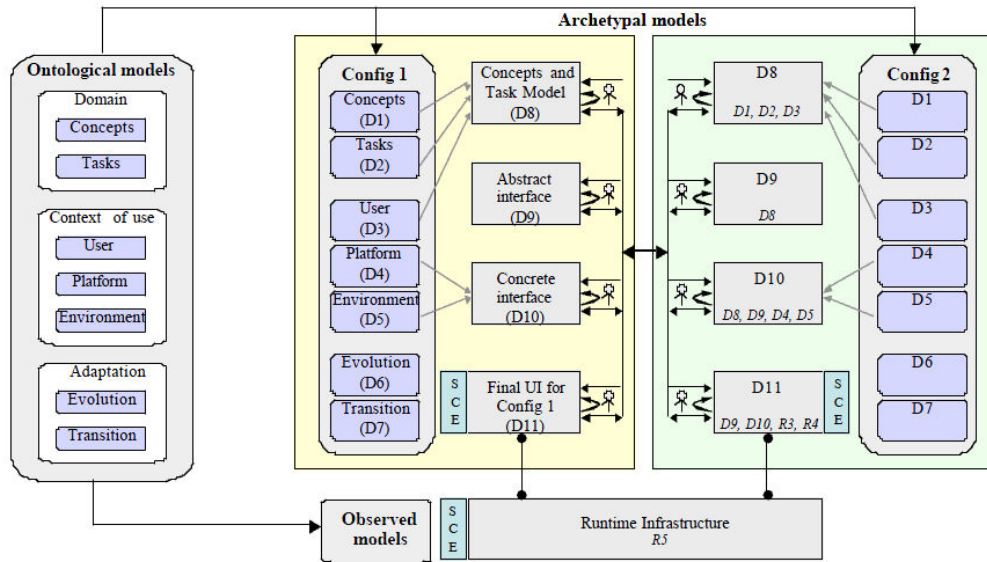 Archetypal models
Ontological models
Domain
Concepts
Tasks
Context of use
User
Platform
Environment
Adaptation
Evolution
Transition
Config 1
Concepts
(D1)
Tasks
(D2)
User
(D3)
Platform
(D4)
Environment
(D5)
Evolution
(D6)
Transition
(D7)
Concepts and
Task Model
(D8)
Abstract
interface
(D9)
Concrete
interface
(D10)
S
C
E
Final UI for
Config 1
(D11)
D8
D1, D2, D3
D9
D8
D10
D8, D9, D4, D5
D11
D9, D10, R3, R4
S
C
E
Config 2
D1
D2
D3
D4
D5
D6
D7
Observed
models
S
C
E
Runtime Infrastructure
R5